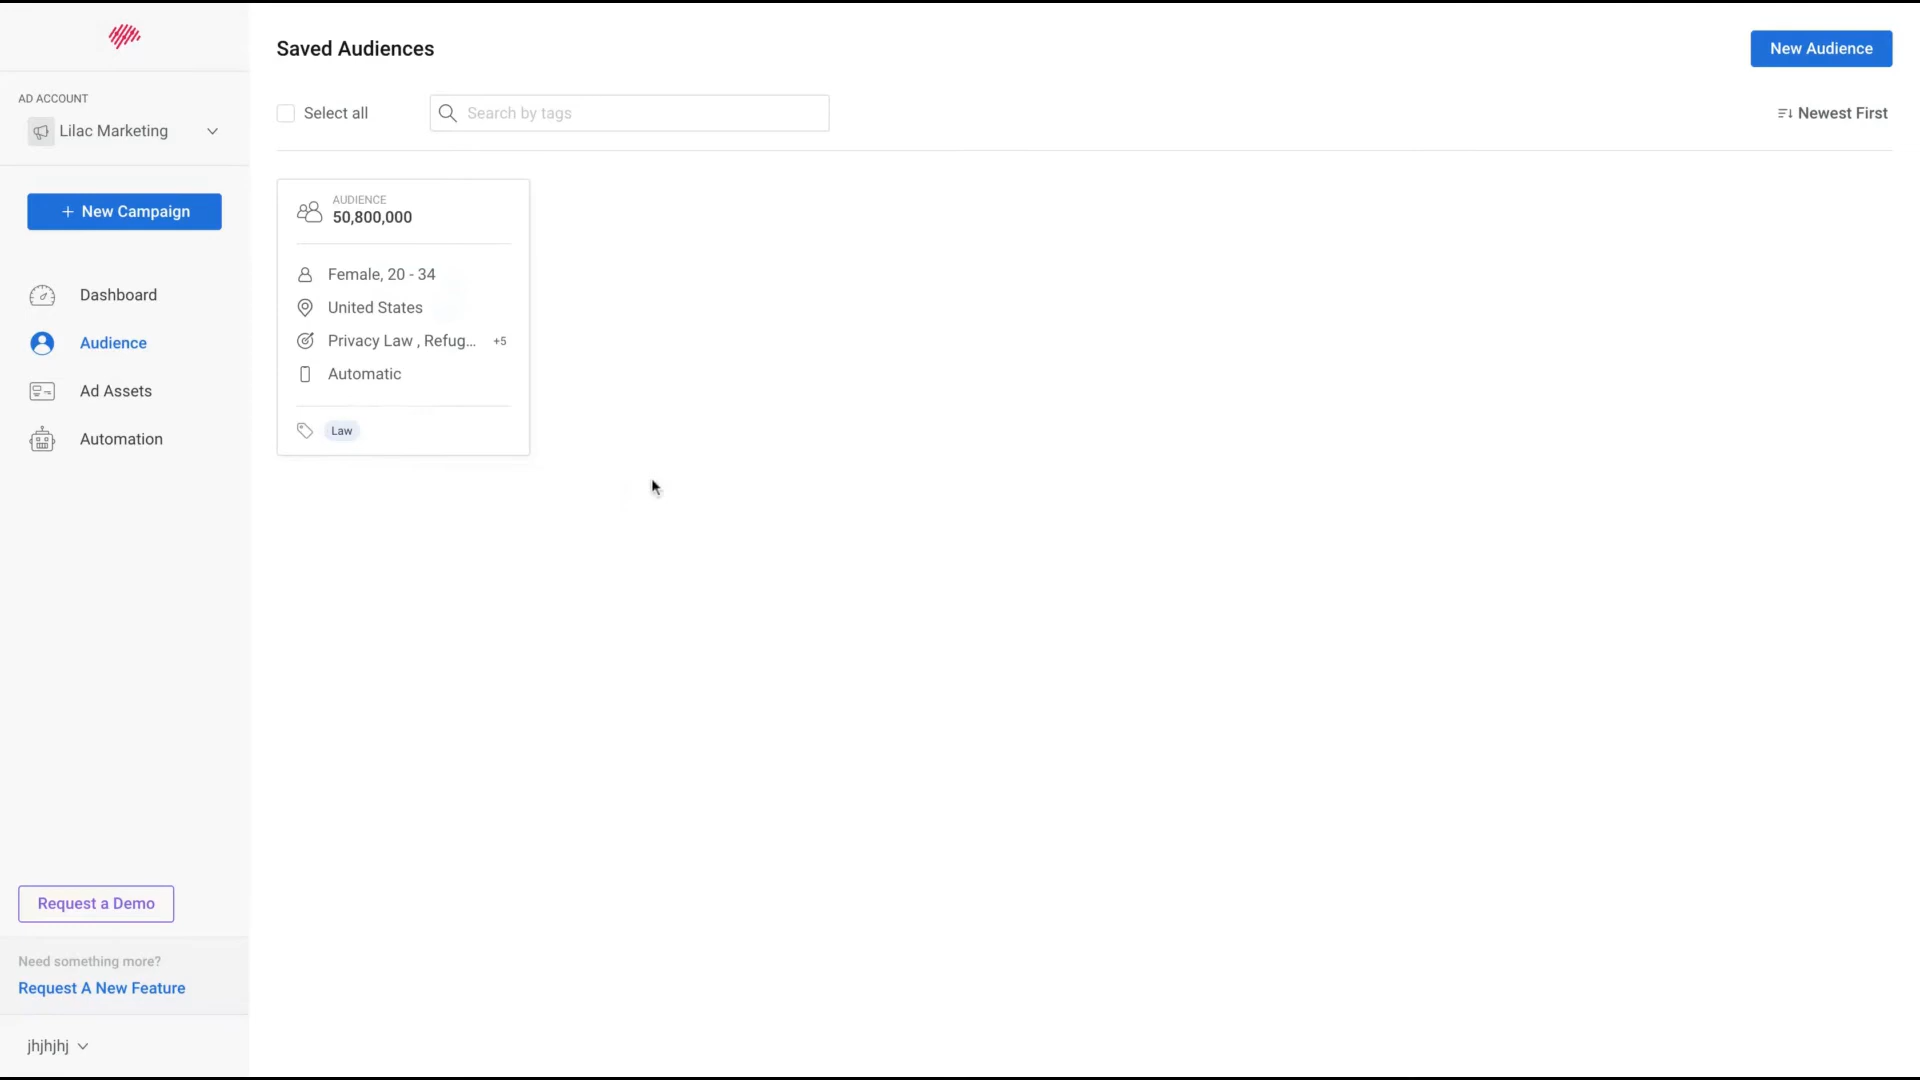 Saved Audiences
New Audience
AD ACCOUNT
Lilac Marketing
Select all
Search by tags
Newest First
+ New Campaign
AUDIENCE
50,800,000
Female, 20 - 34
United States
Privacy Law , Refug... +5
Automatic
Law
Dashboard
Audience
Ad Assets
Automation
Request a Demo
Need something more?
Request A New Feature
jhjhjhj